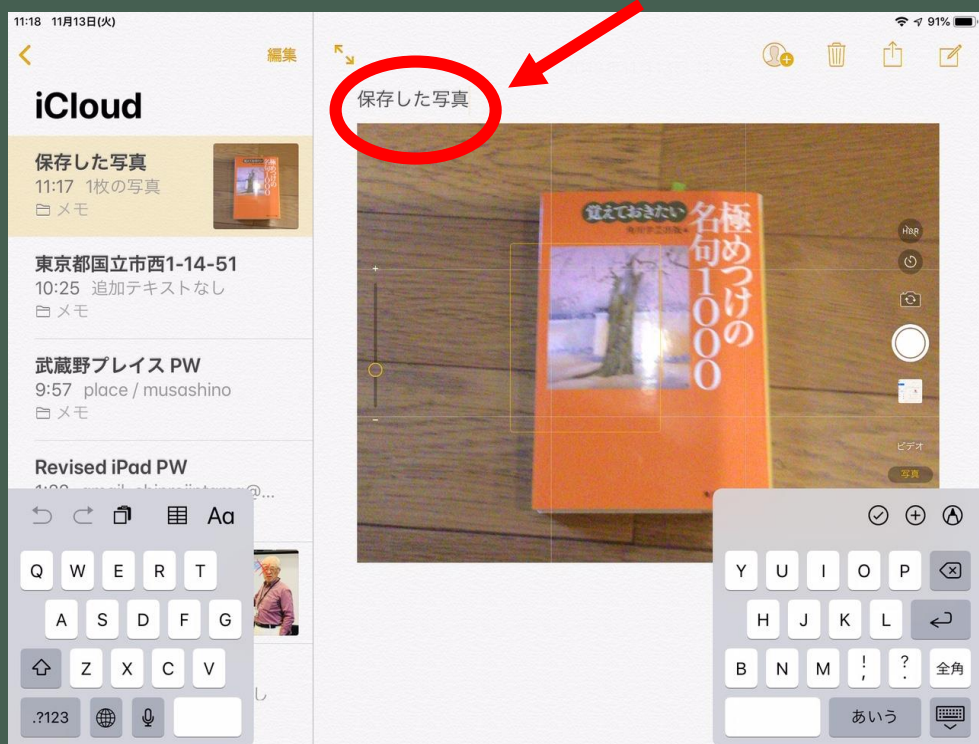 11:18 11月13日(火)
91%
編集
iCloud
保存した写真
11:17 1枚の写真
メモ
東京都国立市西1-14-51
10:25 追加テキストなし
メモ
武蔵野プレイス PW
9:57 place / musashino
メモ
Revised iPad PW
保存した写真
覚えておきたい
極めつけの
名句1000
HDR
ビデオ
写真
Aa
Q W E R T
A S D F G
Z X C V
.?123
し
Y U I O P
H J K L
B N M ! , ? . 全角
あいう